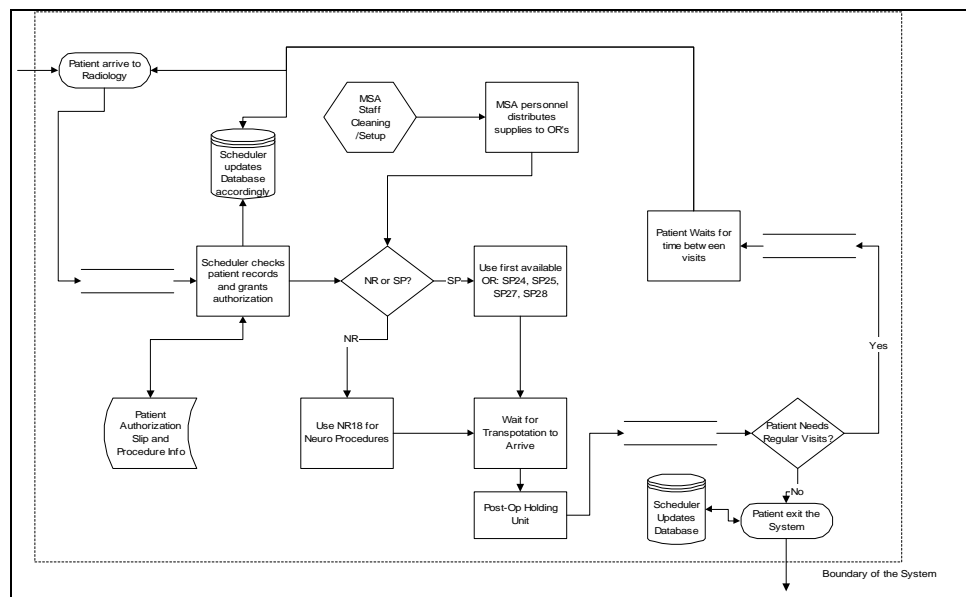 Patient arrive to
Radiology
MSA
Staff
Cleaning
/Setup
MSA personnel
distributes
supplies to OR's
Scheduler
updates
Database
accordingly
Scheduler checks
patient records
and grants
authorization
NR or SP?
SP
Use first available
OR: SP24, SP25,
SP27, SP28
Patient Waits for
time between
visits
NR
Yes
Patient
Authorization
Slip and
Procedure Info
Use NR18 for
Neuro Procedures
Wait for
Transpotation to
Arrive
Patient Needs
Regular Visits?
No
Post-Op Holding
Unit
Scheduler
Updates
Database
Patient exit the
System
Boundary of the System